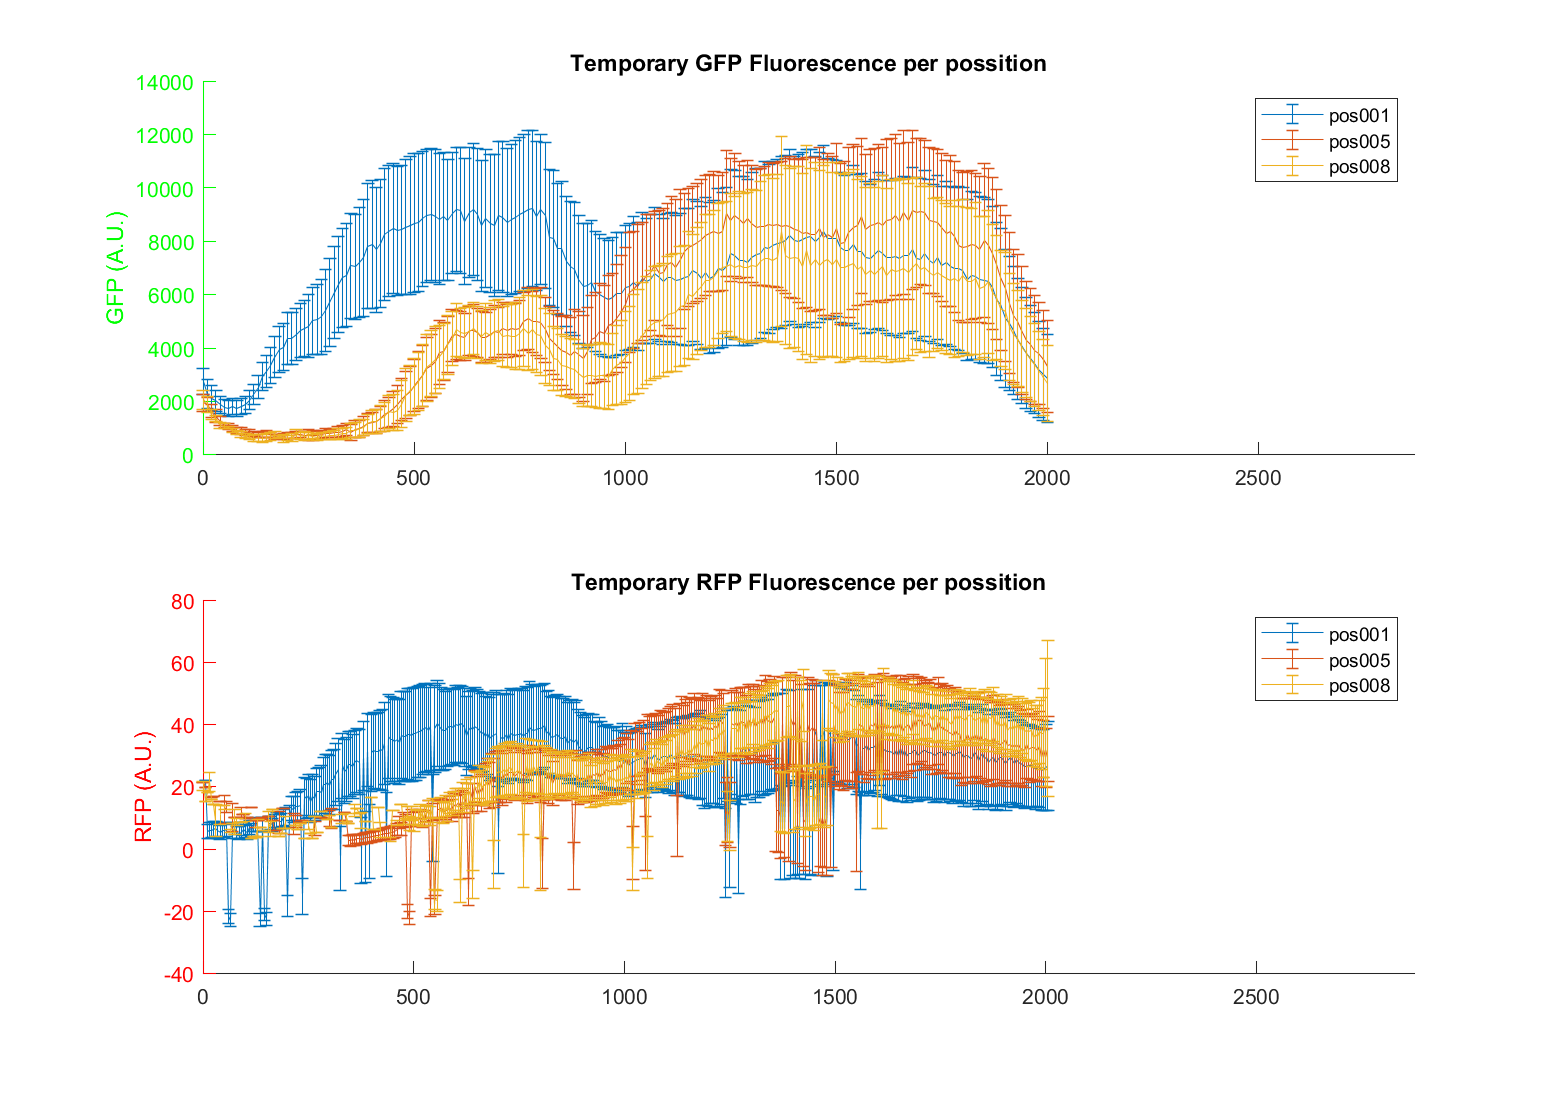 Temporary GFP Fluorescence per possition
14000
12000
10000
8000
6000
4000
2000
0
GFP (A.U.)
0 500 1000 1500 2000 2500
pos001
pos005
pos008
Temporary RFP Fluorescence per possition
80
60
40
20
0
-20
-40
RFP (A.U.)
0 500 1000 1500 2000 2500
pos001
pos005
pos008